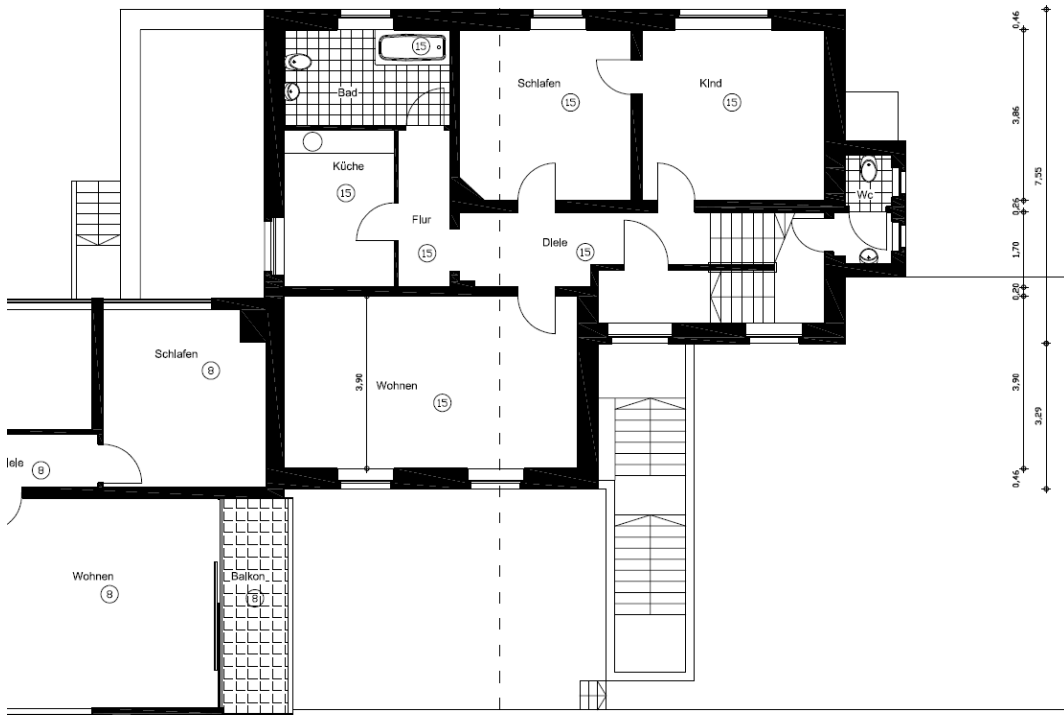 Bad
15
Schlafen
15
Kind
15
Küche
15
Flur
15
Diele
15
Wc
Schlafen
8
3,90
Wohnen
15
iele
8
Wohnen
8
Balkon
8
0,46
3,86
7,55
0,26
1,70
0,20
3,90
3,29
0,46